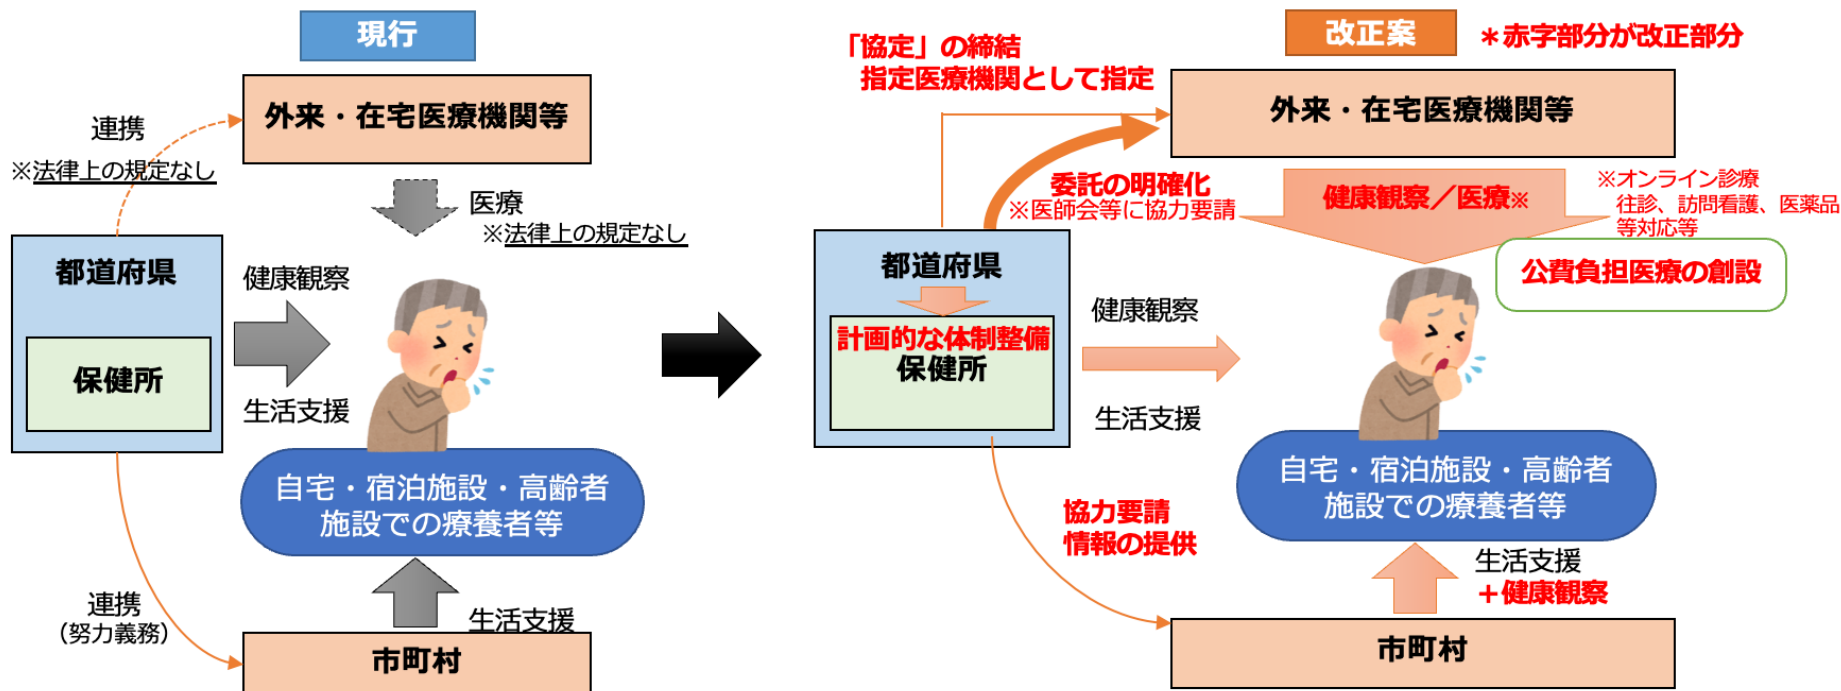 現行
外来・在宅医療機関等
連携
※法律上の規定なし
医療
※法律上の規定なし
都道府県
保健所
健康観察
生活支援
自宅・宿泊施設・高齢者
施設での療養者等
連携
（努力義務）
生活支援
市町村
改正案
＊赤字部分が改正部分
「協定」の締結
指定医療機関として指定
外来・在宅医療機関等
委託の明確化
※医師会等に協力要請
健康観察／医療※
※オンライン診療
往診、訪問看護、医薬品
等対応等
公費負担医療の創設
都道府県
計画的な体制整備
保健所
健康観察
生活支援
自宅・宿泊施設・高齢者
施設での療養者等
協力要請
情報の提供
生活支援
＋健康観察
市町村